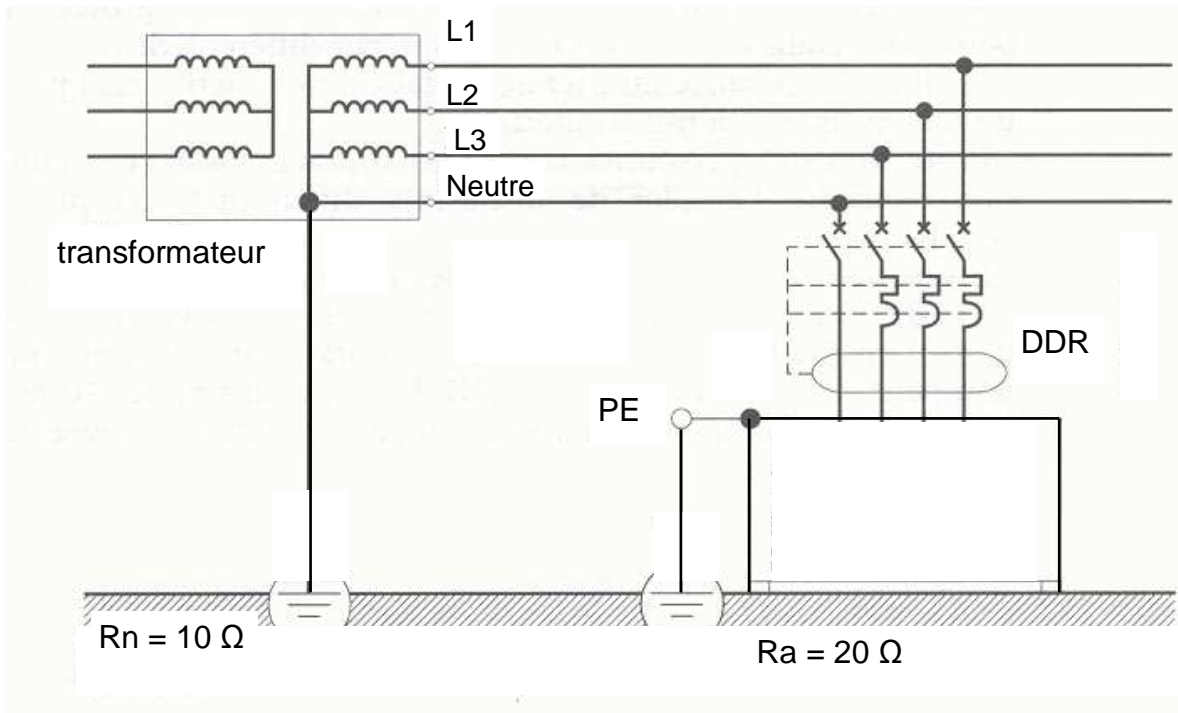 L1
L2
L3
Neutre
transformateur
DDR
PE
Rn = 10 Ω
Ra = 20 Ω